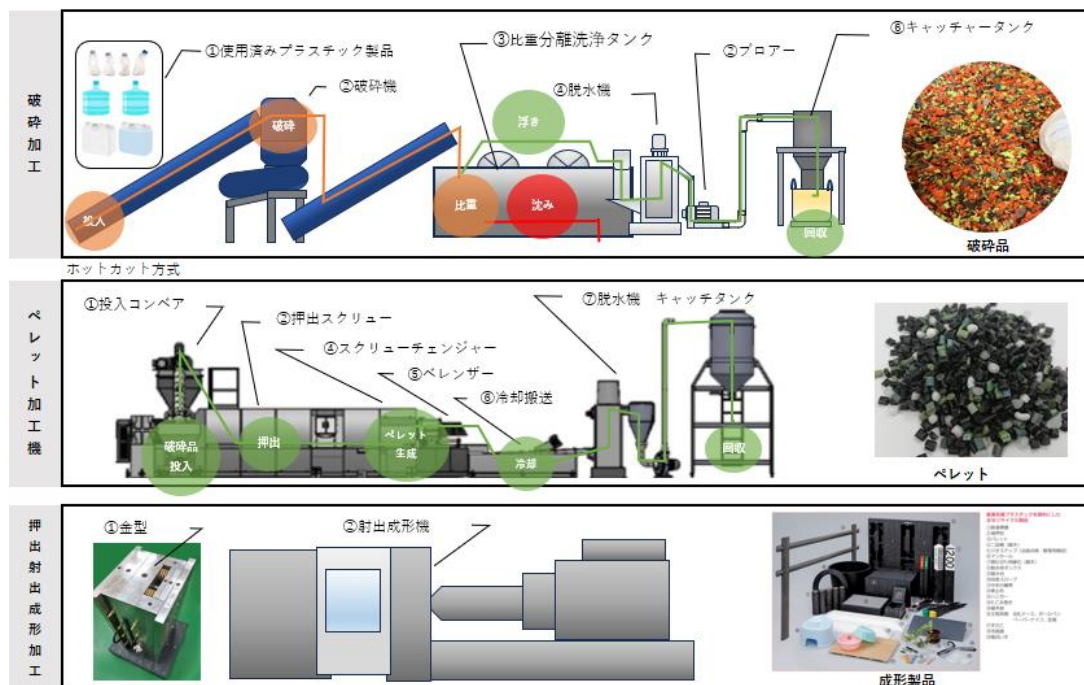 破砕加工
①使用済みプラスチック製品
②破砕機
③比重分離洗浄タンク
④脱水機
②ブロアー
⑥キャッチャータンク
投入
破砕
比重
浮き
沈み
回収
破砕品
ホットカット方式
ペレット加工機
①投入コンベア
③押出スクリュー
④スクリューチェンジャー
⑤ペレンザー
⑥冷却搬送
⑦脱水機 キャッチタンク
破砕品
投入
押出
ペレット
生成
冷却
回収
ペレット
押出射出成形加工
①金型
②射出成形機
成形製品